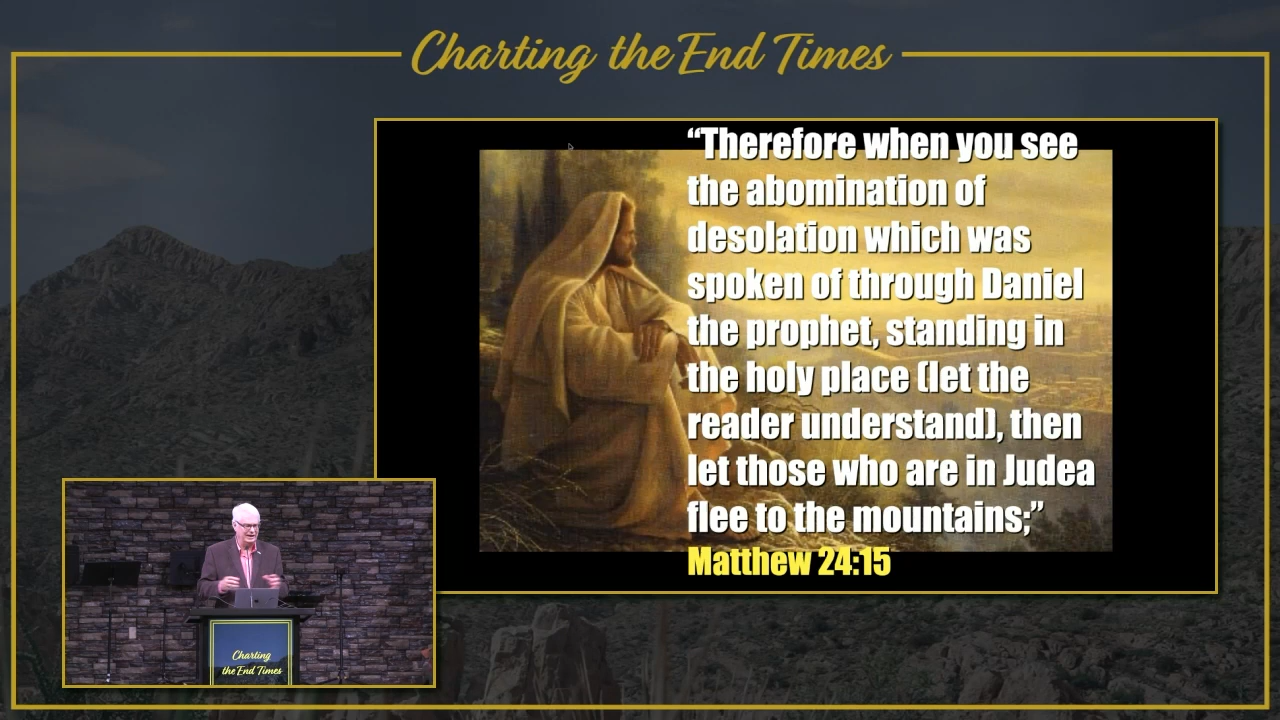 Charting the End Times
“Therefore when you see
the abomination of
desolation which was
spoken of through Daniel
the prophet, standing in
the holy place (let the
reader understand), then
let those who are in Judea
flee to the mountains;”
Matthew 24:15
Charting
the End Times